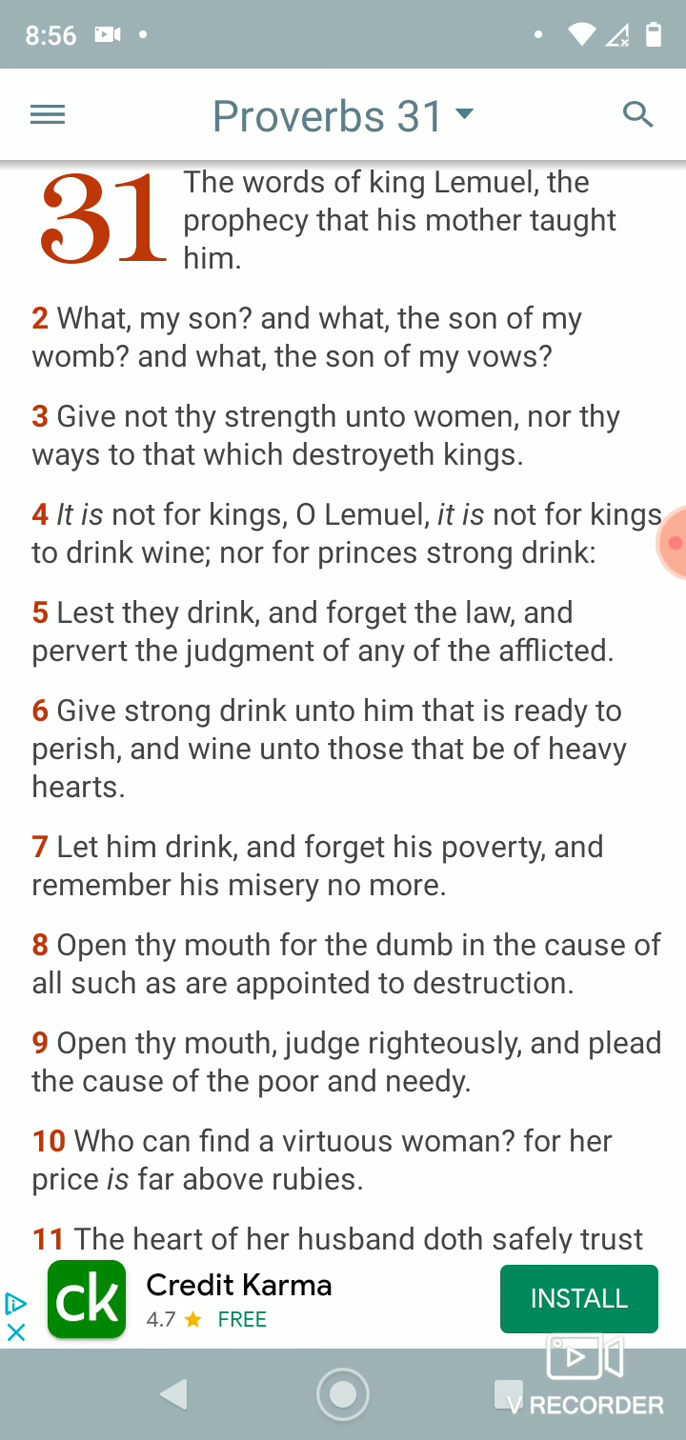 8:56
Proverbs 31
31 The words of king Lemuel, the
prophecy that his mother taught
him.
2 What, my son? and what, the son of my
womb? and what, the son of my vows?
3 Give not thy strength unto women, nor thy
ways to that which destroyeth kings.
4 It is not for kings, O Lemuel, it is not for kings
to drink wine; nor for princes strong drink:
5 Lest they drink, and forget the law, and
pervert the judgment of any of the afflicted.
6 Give strong drink unto him that is ready to
perish, and wine unto those that be of heavy
hearts.
7 Let him drink, and forget his poverty, and
remember his misery no more.
8 Open thy mouth for the dumb in the cause of
all such as are appointed to destruction.
9 Open thy mouth, judge righteously, and plead
the cause of the poor and needy.
10 Who can find a virtuous woman? for her
price is far above rubies.
11 The heart of her husband doth safely trust
ck
Credit Karma
4.7 FREE
INSTALL
V RECORDER